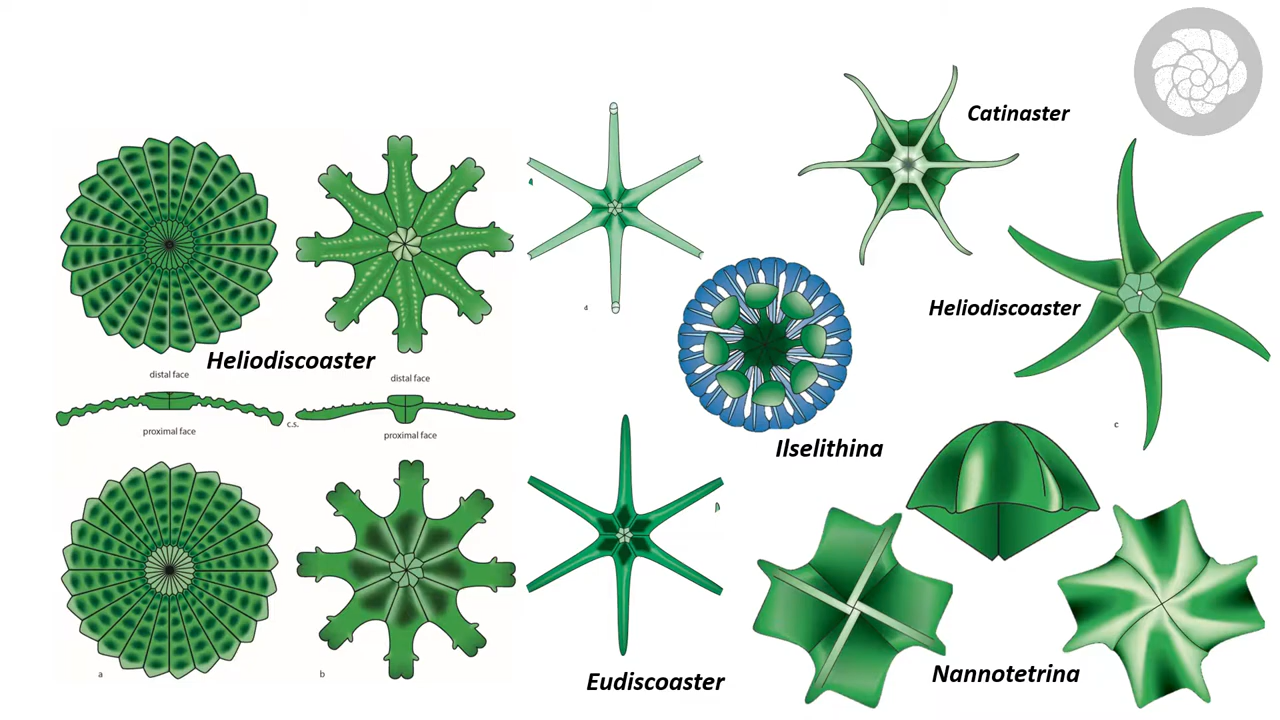 Catinaster
Heliodiscoaster
d
Heliodiscoaster
distal face
distal face
c.s.
proximal face
proximal face
c
Ilselithina
a
b
Eudiscoaster
Nannotetrina